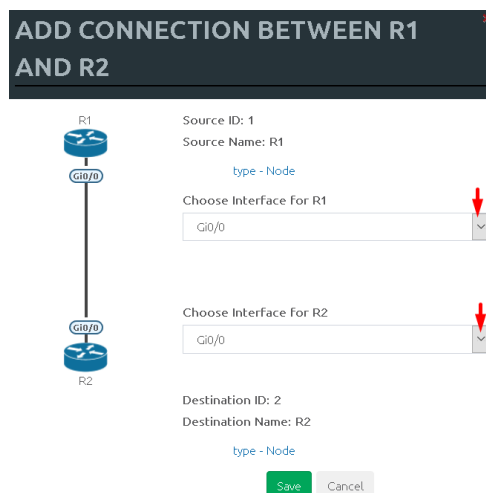 ADD CONNECTION BETWEEN R1
AND R2
R1
Gi0/0
Gi0/0
R2
Source ID: 1
Source Name: R1
type - Node
Choose Interface for R1
Gi0/0
Choose Interface for R2
Gi0/0
Destination ID: 2
Destination Name: R2
type - Node
Save Cancel